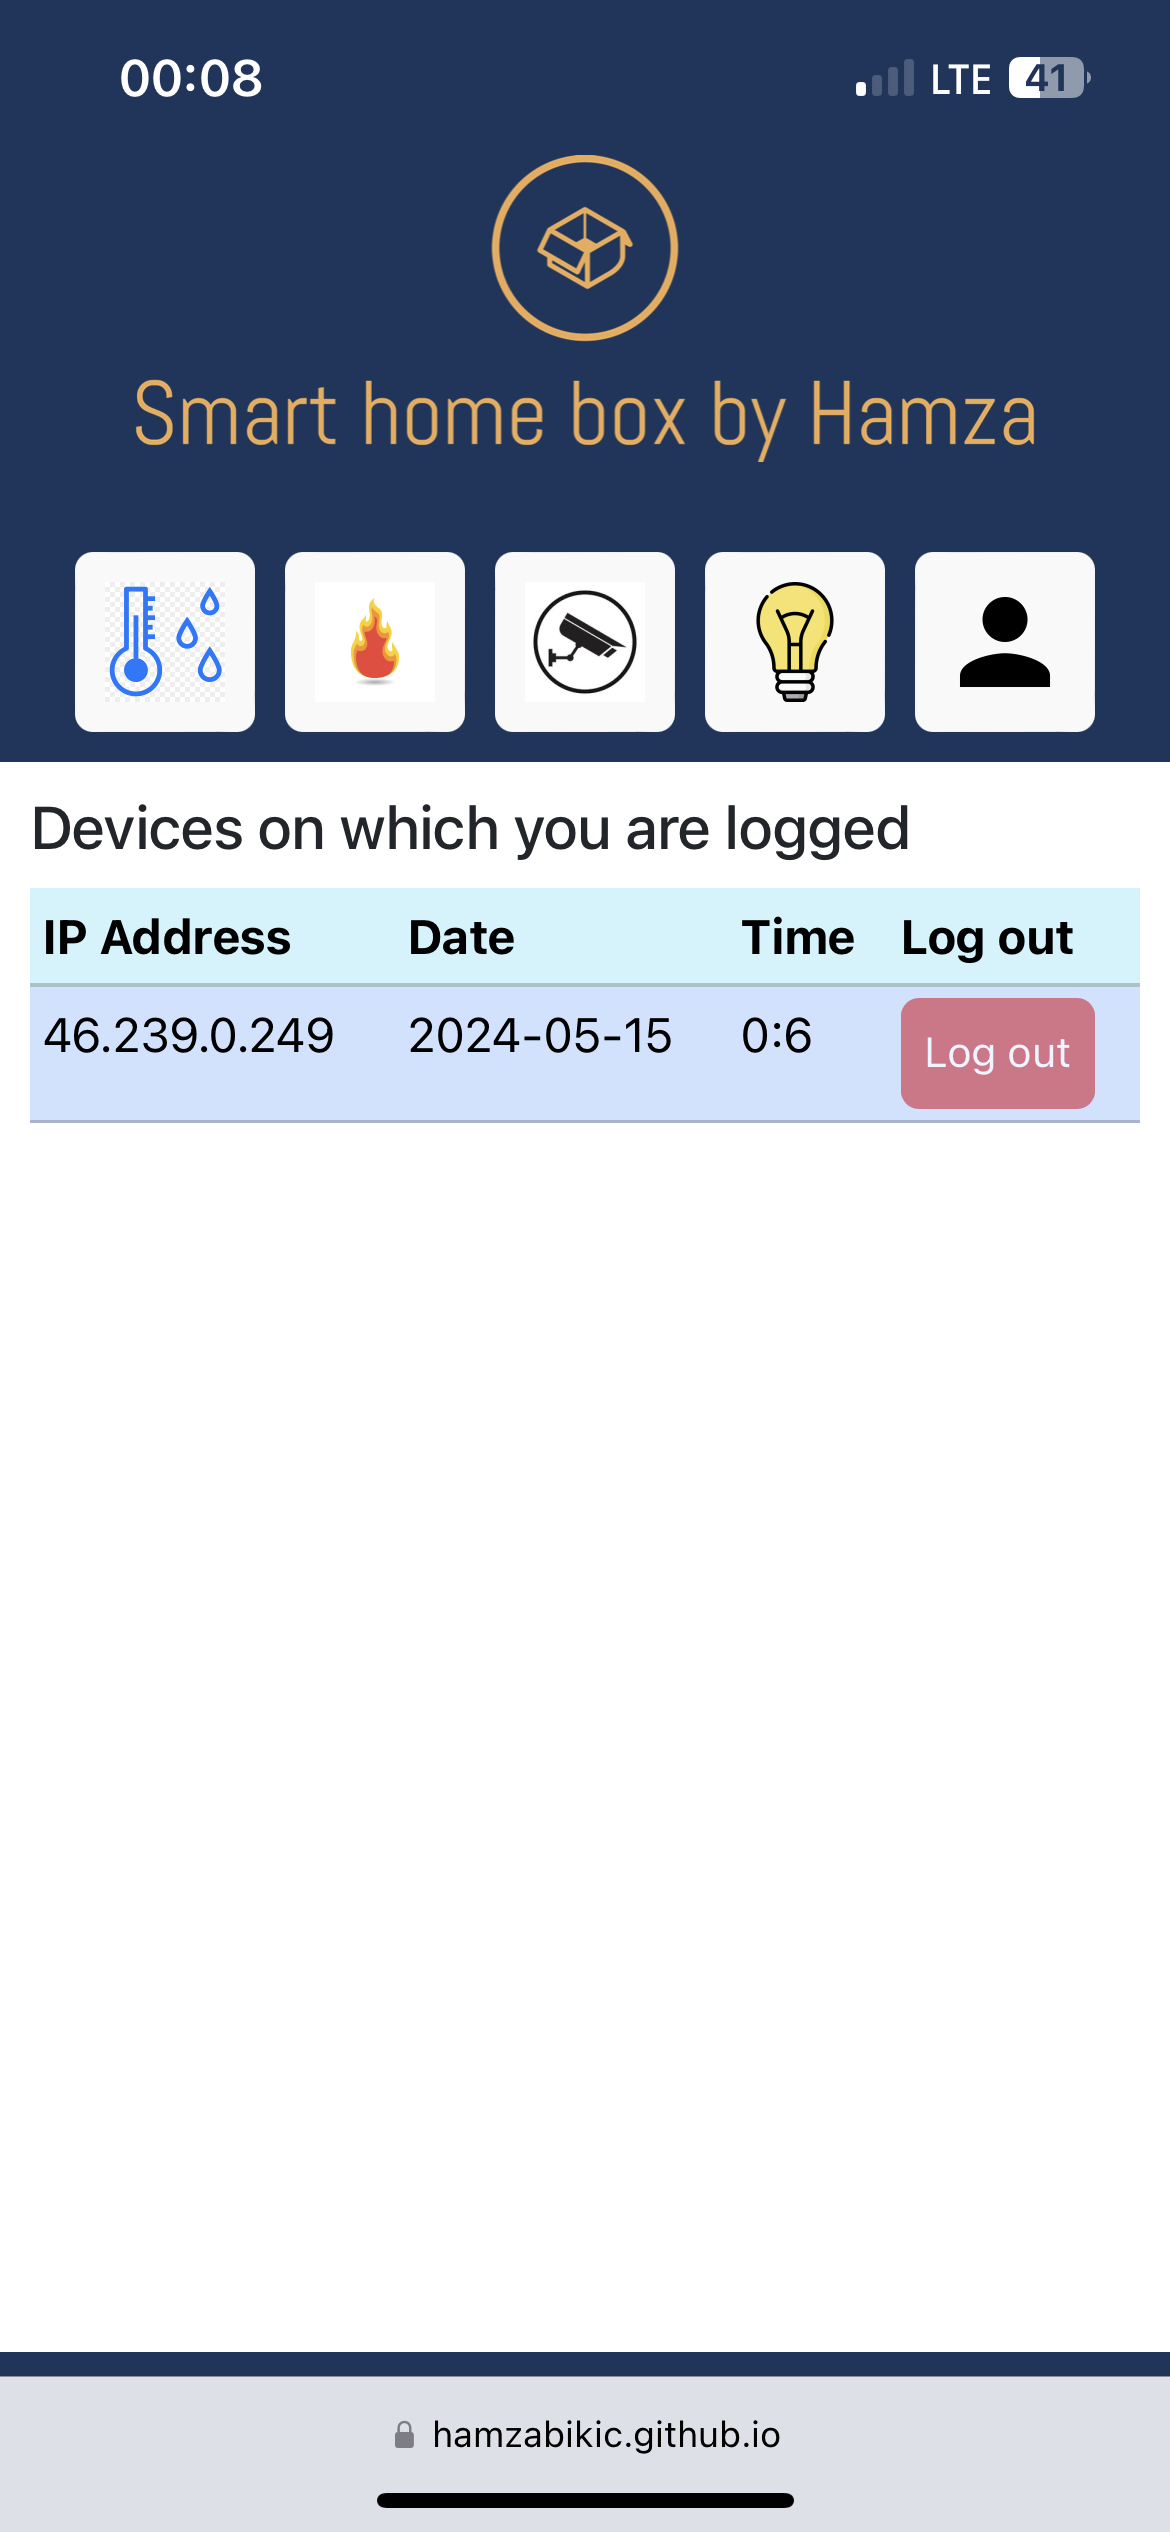 00:08 LTE 41
Smart home box by Hamza
Devices on which you are logged
IP Address Date Time Log out
46.239.0.249 2024-05-15 0:6 Log out
hamzabikic.github.io